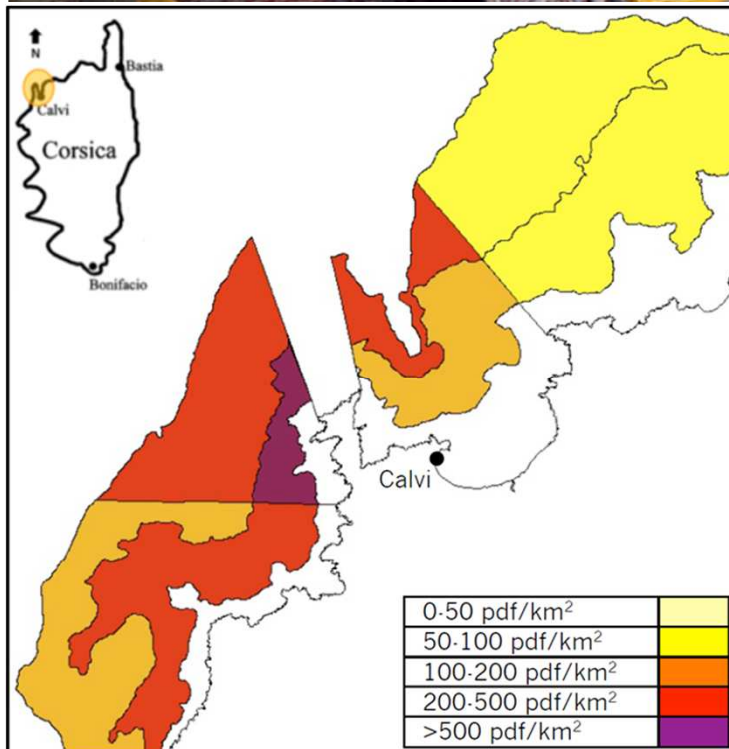 N
Bastia
Calvi
Corsica
Bonifacio
Calvi
0-50 pdf/km²
50-100 pdf/km²
100-200 pdf/km²
200-500 pdf/km²
>500 pdf/km²